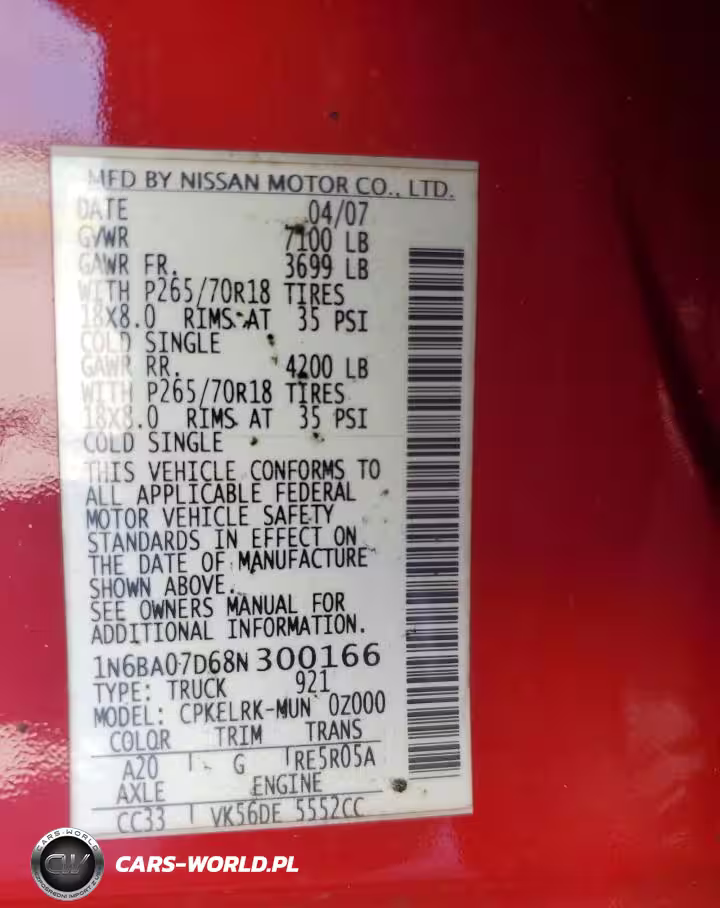 MFD BY NISSAN MOTOR CO., LTD.
DATE 04/07
GVWR 7100 LB
GAWR FR. 3699 LB
WITH P265/70R18 TIRES
18X8.0 RIMS AT 35 PSI
COLD SINGLE
GAWR RR. 4200 LB
WITH P265/70R18 TIRES
18X8.0 RIMS AT 35 PSI
COLD SINGLE
THIS VEHICLE CONFORMS TO
ALL APPLICABLE FEDERAL
MOTOR VEHICLE SAFETY
STANDARDS IN EFFECT ON
THE DATE OF MANUFACTURE
SHOWN ABOVE.
SEE OWNERS MANUAL FOR
ADDITIONAL INFORMATION.
1N6BA07D68N300166
TYPE: TRUCK 921
MODEL: CPKELRK-MUN 0Z000
COLOR TRIM TRANS
A20 G RE5R05A
AXLE ENGINE
CC33 VK56DE 5552CC
CARS-WORLD
CW
CARS-WORLD.PL